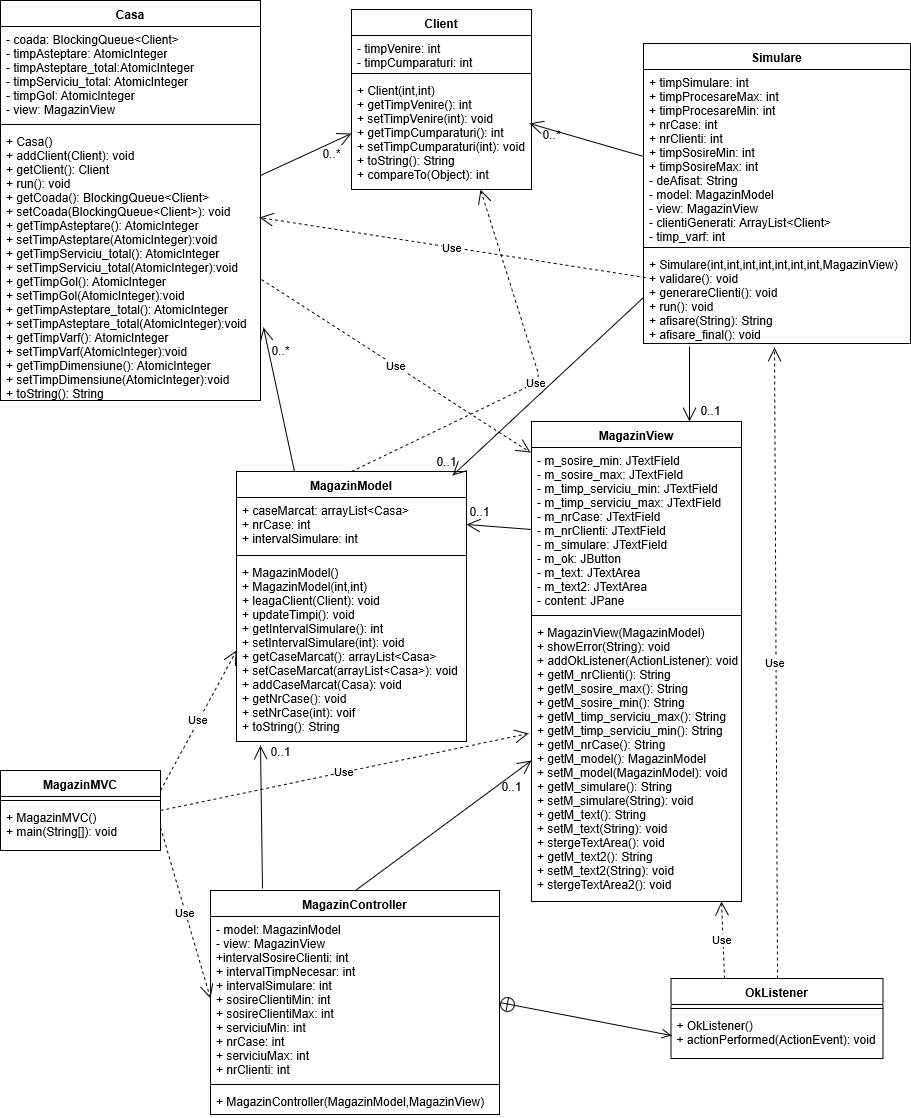 Casa
- coada: BlockingQueue<Client>
- timpAsteptare: AtomicInteger
- timpAsteptare_total:AtomicInteger
- timpServiciu_total: AtomicInteger
- timpGol: AtomicInteger
- view: MagazinView
+ Casa()
+ addClient(Client): void
+ getClient(): Client
+ run(): void
+ getCoada(): BlockingQueue<Client>
+ setCoada(BlockingQueue<Client>): void
+ getTimpAsteptare(): AtomicInteger
+ setTimpAsteptare(AtomicInteger):void
+ getTimpServiciu_total(): AtomicInteger
+ setTimpServiciu_total(AtomicInteger):void
+ getTimpGol(): AtomicInteger
+ setTimpGol(AtomicInteger):void
+ getTimpAsteptare_total(): AtomicInteger
+ setTimpAsteptare_total(AtomicInteger):void
+ getTimpVarf(): AtomicInteger
+ setTimpVarf(AtomicInteger):void
+ getTimpDimensiune(): AtomicInteger
+ setTimpDimensiune(AtomicInteger):void
+ toString(): String
Client
- timpVenire: int
- timpCumparaturi: int
+ Client(int,int)
+ getTimpVenire(): int
+ setTimpVenire(int): void
+ getTimpCumparaturi(): int
+ setTimpCumparaturi(int): void
+ toString(): String
+ compareTo(Object): int
Simulare
+ timpSimulare: int
+ timpProcesareMax: int
+ timpProcesareMin: int
+ nrCase: int
+ nrClienti: int
+ timpSosireMin: int
+ timpSosireMax: int
- deAfisat: String
- model: MagazinModel
- view: MagazinView
- clientiGenerati: ArrayList<Client>
- timp_varf: int
+ Simulare(int,int,int,int,int,int,int,MagazinView)
+ validare(): void
+ generareClienti(): void
+ run(): void
+ afisare(String): String
+ afisare_final(): void
0..*
0..*
Use
0..*
Use
Use
0..1
0..1
0..1
MagazinModel
+ caseMarcat: arrayList<Casa>
+ nrCase: int
+ intervalSimulare: int
+ MagazinModel()
+ MagazinModel(int,int)
+ leagaClient(Client): void
+ updateTimpi(): void
+ getIntervalSimulare(): int
+ setIntervalSimulare(int): void
+ getCaseMarcat(): arrayList<Casa>
+ setCaseMarcat(arrayList<Casa>): void
+ addCaseMarcat(Casa): void
+ getNrCase(): void
+ setNrCase(int): voif
+ toString(): String
MagazinView
- m_sosire_min: JTextField
- m_sosire_max: JTextField
- m_timp_serviciu_min: JTextField
- m_timp_serviciu_max: JTextField
- m_nrCase: JTextField
- m_nrClienti: JTextField
- m_simulare: JTextField
- m_ok: JButton
- m_text: JTextArea
- m_text2: JTextArea
- content: JPane
+ MagazinView(MagazinModel)
+ showError(String): void
+ addOkListener(ActionListener): void
+ getM_nrClienti(): String
+ getM_sosire_max(): String
+ getM_sosire_min(): String
+ getM_timp_serviciu_max(): String
+ getM_timp_serviciu_min(): String
+ getM_nrCase(): String
+ getM_model(): MagazinModel
+ setM_model(MagazinModel): void
+ getM_simulare(): String
+ setM_simulare(String): void
+ getM_text(): String
+ setM_text(String): void
+ stergeTextArea(): void
+ getM_text2(): String
+ setM_text2(String): void
+ stergeTextArea2(): void
Use
Use
0..1
Use
0..1
MagazinMVC
+ MagazinMVC()
+ main(String[]): void
Use
Use
MagazinController
- model: MagazinModel
- view: MagazinView
+intervalSosireClienti: int
+ intervalTimpNecesar: int
+ intervalSimulare: int
+ sosireClientiMin: int
+ sosireClientiMax: int
+ serviciuMin: int
+ nrCase: int
+ serviciuMax: int
+ nrClienti: int
+ MagazinController(MagazinModel,MagazinView)
OkListener
+ OkListener()
+ actionPerformed(ActionEvent): void